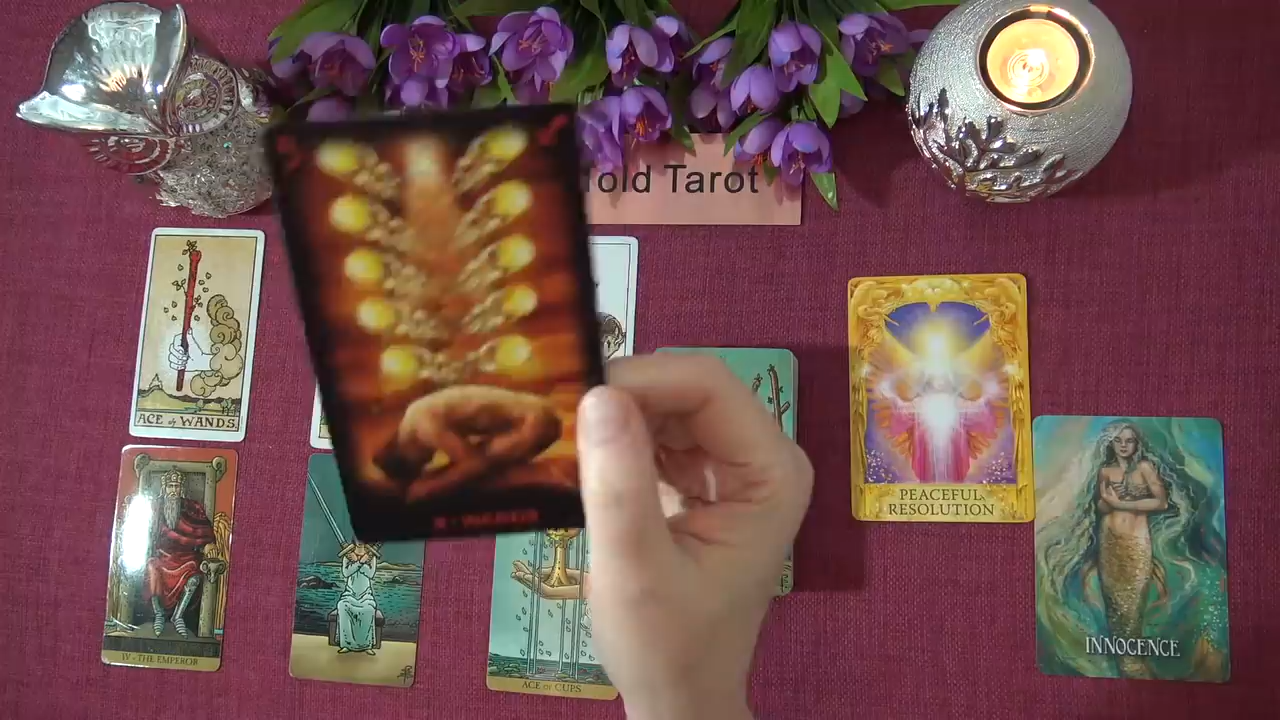 old Tarot
ACE of WANDS.
PEACEFUL
RESOLUTION
INNOCENCE
IV - THE EMPEROR
ACE of CUPS